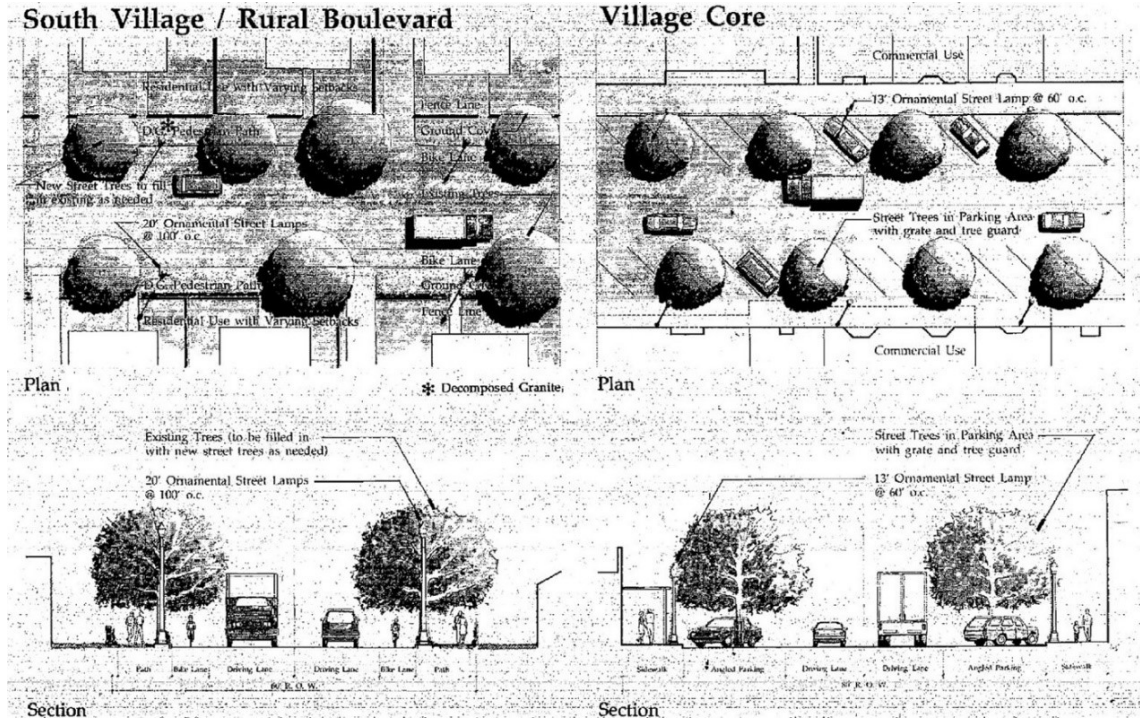 South Village / Rural Boulevard
Residential Use with Varying Setbacks
Fence Line
D.G. Pedestrian Path
Ground Cov
Bike Lane
New Street Trees to fill
in existing as needed
Existing Trees
20' Ornamental Street Lamps
@ 100' o.c.
Bike Lane
D.G. Pedestrian Path
Ground Cov
Residential Use with Varying Setbacks
Fence Line
Plan
* Decomposed Granite
Existing Trees (to be filled in
with new street trees as needed)
20' Ornamental Street Lamps
@ 100' o.c.
Path Bike Lane Driving Lane Driving Lane Bike Lane Path
R.O.W.
Section
Village Core
Commercial Use
13' Ornamental Street Lamp @ 60' o.c.
Street Trees in Parking Area
with grate and tree guard
Commercial Use
Plan
Street Trees in Parking Area
with grate and tree guard
13' Ornamental Street Lamp
@ 60' o.c.
Sidewalk Angled Parking Driving Lane Driving Lane Angled Parking Sidewalk
80' R.O.W.
Section